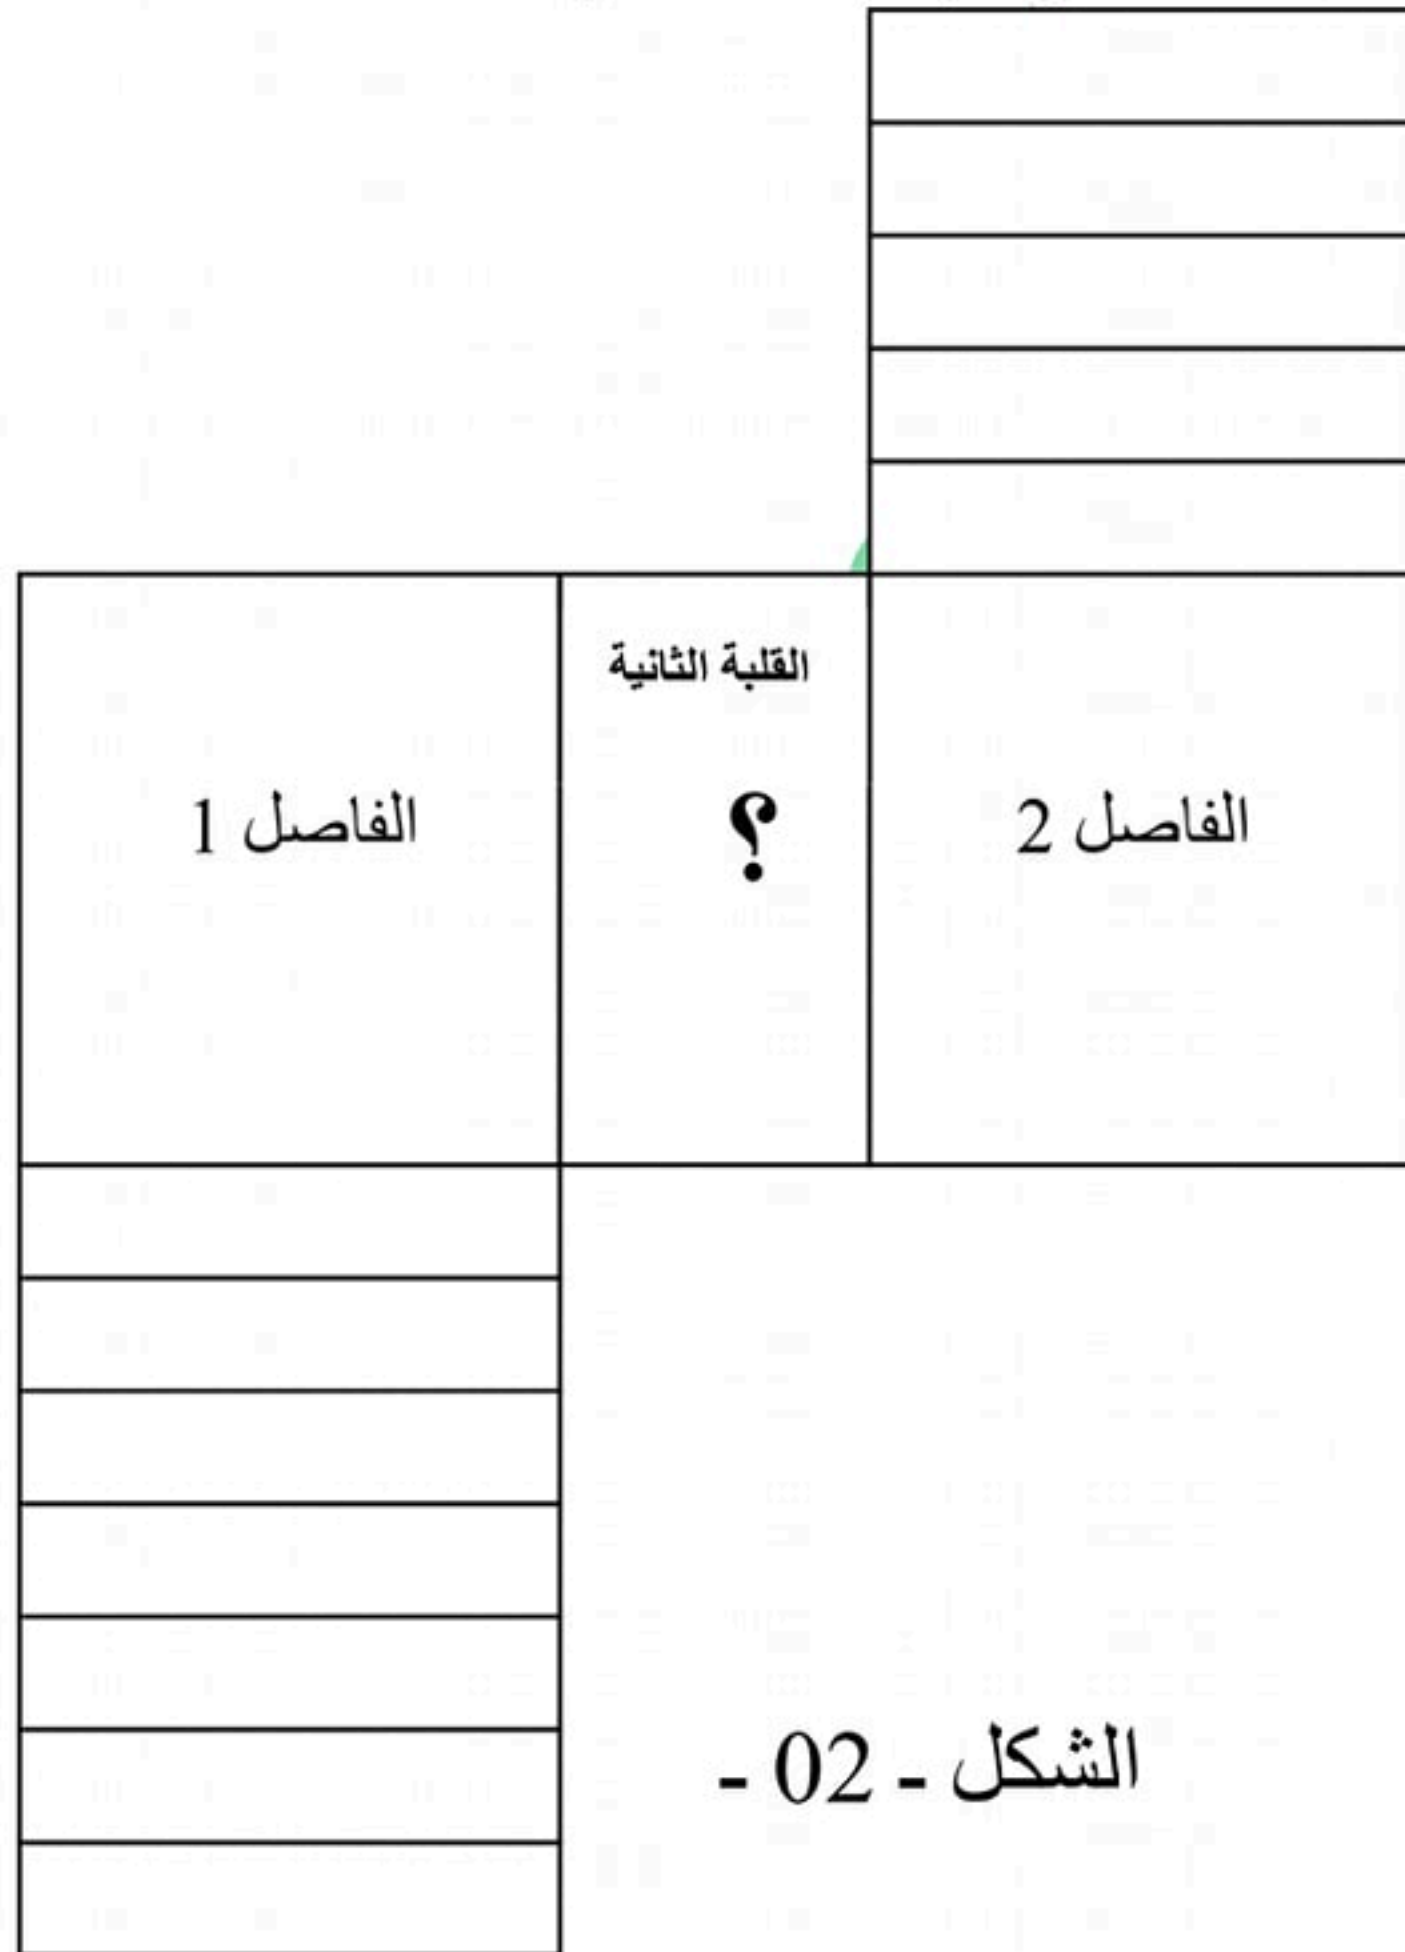 القلبة الثانية
الفاصل 2
؟
الفاصل 1
الشكل - 02 -